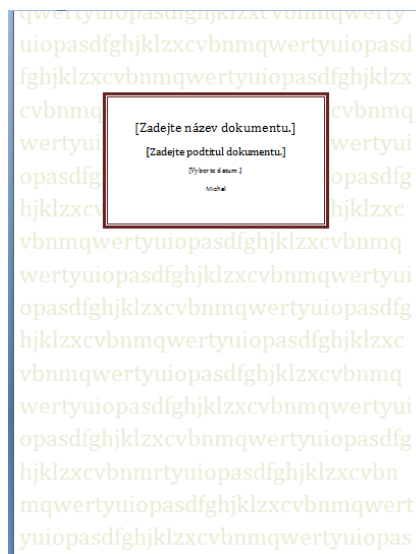 qwertyuiopasdfghjklzxcvbnmqwerty
uiopasdfghjklzxcvbnmqwertyuiopasd
fghjklzxcvbnmqwertyuiopasdfghjklzx
cvbnmq cvbnmq
[Zadejte název dokumentu.]
wertyui wertyui
[Zadejte podtitul dokumentu.]
opasdfg opasdfg
[Vyberte datum.]
Michal
hjklzxcv hjklzxc
vbnmqwertyuiopasdfghjklzxcvbnmq
wertyuiopasdfghjklzxcvbnmqwertyui
opasdfghjklzxcvbnmqwertyuiopasdfg
hjklzxcvbnmqwertyuiopasdfghjklzxc
vbnmqwertyuiopasdfghjklzxcvbnmq
wertyuiopasdfghjklzxcvbnmqwertyui
opasdfghjklzxcvbnmqwertyuiopasdfg
hjklzxcvbnmrtyuiopasdfghjklzxcvbn
mqwertyuiopasdfghjklzxcvbnmqwert
yuiopasdfghjklzxcvbnmqwertyuiopas